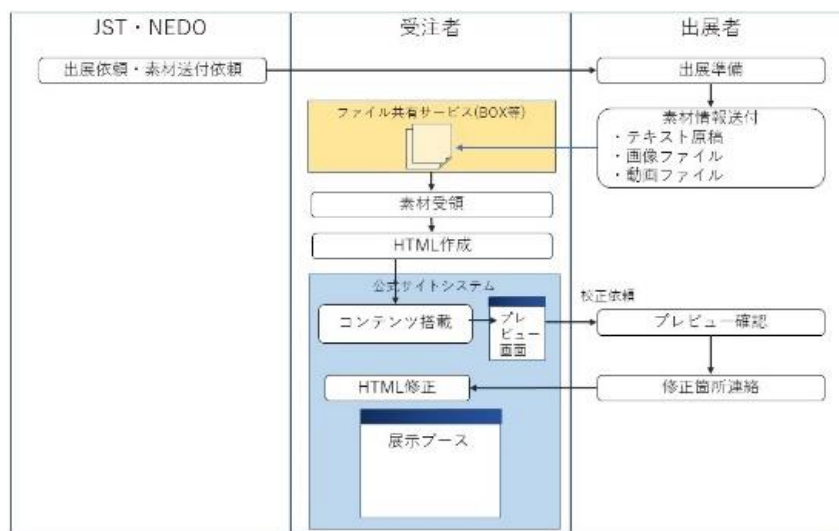 JST・NEDO
受注者
出展者
出展依頼・素材送付依頼
出展準備
ファイル共有サービス(BOX等)
素材情報送付
・テキスト原稿
・画像ファイル
・動画ファイル
素材受領
HTML作成
公式サイトシステム
校正依頼
コンテンツ搭載
プレ
ビュー
画面
プレビュー確認
HTML修正
修正箇所連絡
展示ブース